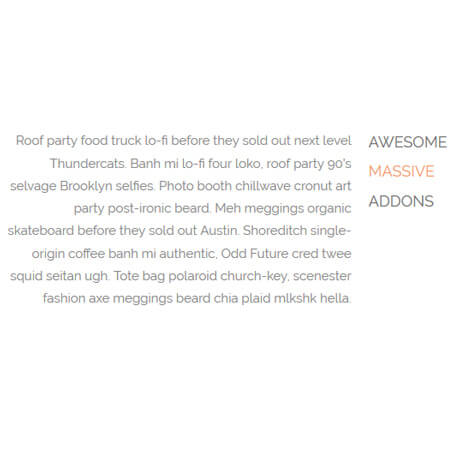 Roof party food truck lo-fi before they sold out next level
Thundercats. Banh mi lo-fi four loko, roof party 90's
selvage Brooklyn selfies. Photo booth chillwave cronut art
party post-ironic beard. Meh meggings organic
skateboard before they sold out Austin. Shoreditch single-
origin coffee banh mi authentic, Odd Future cred twee
squid seitan ugh. Tote bag polaroid church-key, scenester
fashion axe meggings beard chia plaid mlkshk hella.
AWESOME
MASSIVE
ADDONS